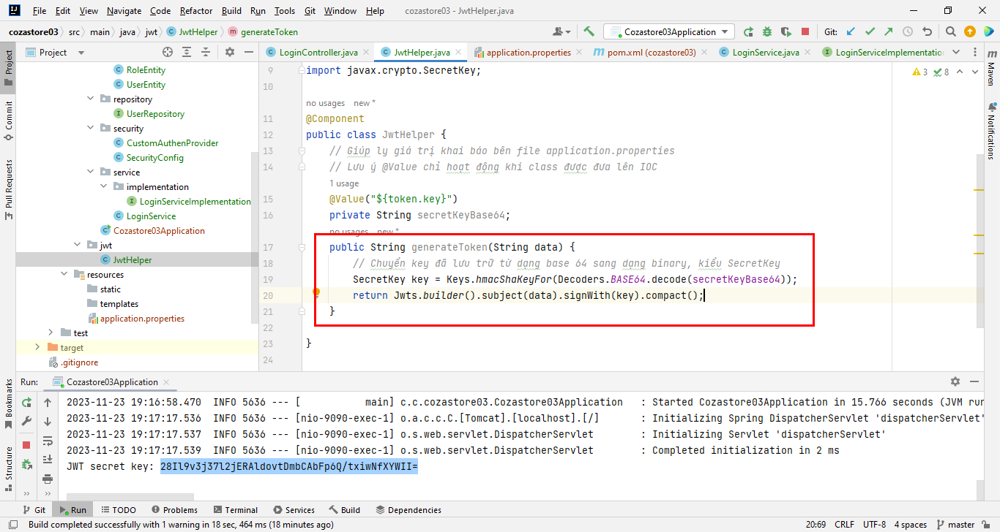 File Edit View Navigate Code Refactor Build Run Tools Git Window Help cozastore03 - JwtHelper.java
cozastore03 src main java jwt JwtHelper generateToken Cozastore03Application Git:
Project
LoginController.java JwtHelper.java application.properties pom.xml (cozastore03) LoginService.java LoginServiceImplementatio
Project
Commit
Pull Requests
Bookmarks
Structure
RoleEntity
UserEntity
repository
UserRepository
security
CustomAuthenProvider
SecurityConfig
service
implementation
LoginServiceImplementation
LoginService
Cozastore03Application
jwt
JwtHelper
resources
static
templates
application.properties
test
target
.gitignore
3 8
9 import javax.crypto.SecretKey;
10
no usages new *
11 @Component
12 public class JwtHelper {
13 // Giúp ly giá trị khai báo bên file application.properties
14 // Lưu ý @Value chỉ hoạt động khi class được đưa lên IOC
1 usage
15 @Value("${token.key}")
16 private String secretKeyBase64;
no usages new *
17 public String generateToken(String data) {
18 // Chuyển key đã lưu trữ từ dạng base 64 sang dạng binary, kiểu SecretKey
19 SecretKey key = Keys.hmacShaKeyFor(Decoders.BASE64.decode(secretKeyBase64));
20 return Jwts.builder().subject(data).signWith(key).compact();
21 }
22
23 }
24
Maven
Notifications
Run: Cozastore03Application
2023-11-23 19:16:58.470 INFO 5636 --- [ main] c.c.cozastore03.Cozastore03Application : Started Cozastore03Application in 15.766 seconds (JVM run
2023-11-23 19:17:17.536 INFO 5636 --- [nio-9090-exec-1] o.a.c.c.C.[Tomcat].[localhost].[/] : Initializing Spring DispatcherServlet 'dispatcherServlet'
2023-11-23 19:17:17.537 INFO 5636 --- [nio-9090-exec-1] o.s.web.servlet.DispatcherServlet : Initializing Servlet 'dispatcherServlet'
2023-11-23 19:17:17.539 INFO 5636 --- [nio-9090-exec-1] o.s.web.servlet.DispatcherServlet : Completed initialization in 2 ms
JWT secret key: 28Il9v3j37l2jERAldovtDmbCAbFp6Q/txiwNfXYWII=
Git Run TODO Problems Terminal Services Build Dependencies
Build completed successfully with 1 warning in 18 sec, 464 ms (18 minutes ago) 20:69 CRLF UTF-8 4 spaces master